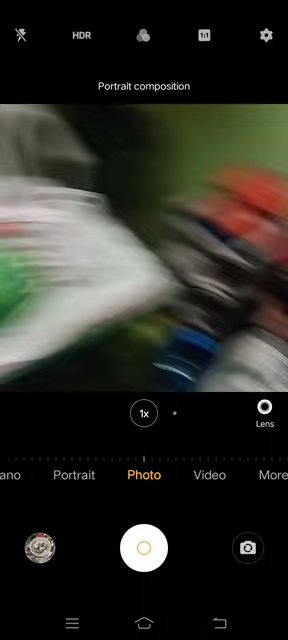 HDR
1:1
Portrait composition
1x
Lens
ano Portrait Photo Video More